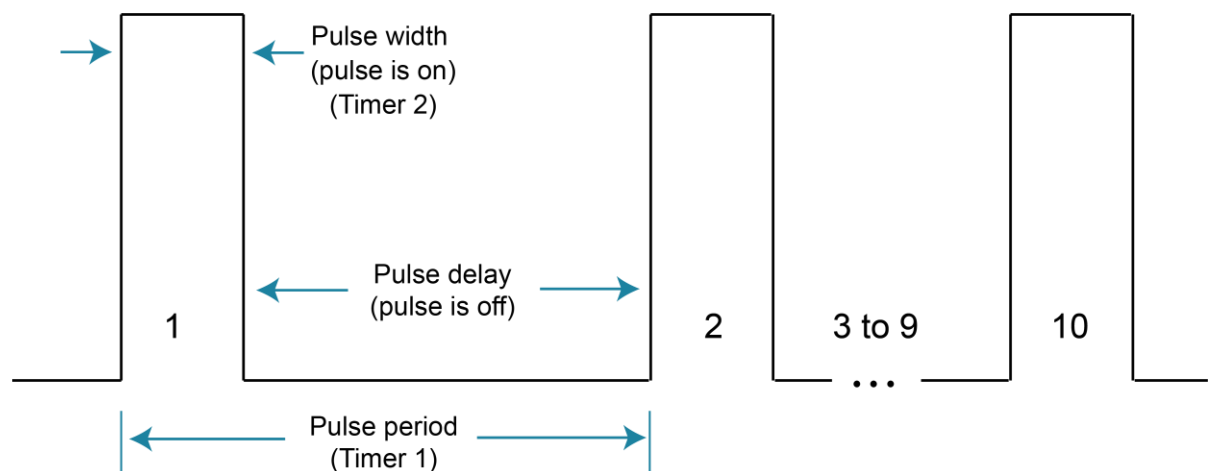 Pulse width
(pulse is on)
(Timer 2)
Pulse delay
(pulse is off)
1
2
3 to 9
...
10
Pulse period
(Timer 1)